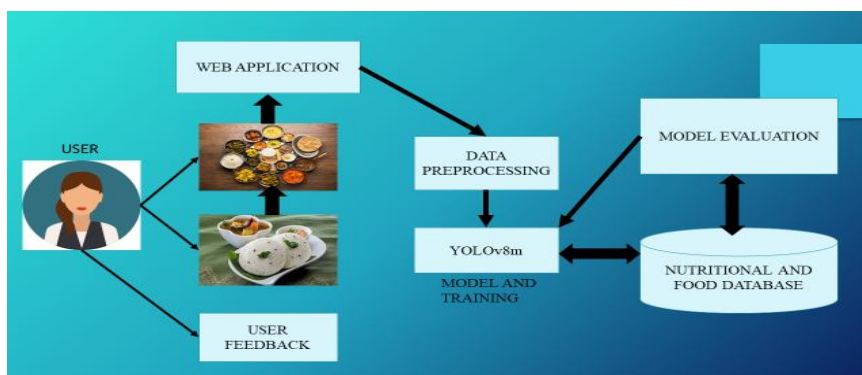 WEB APPLICATION
USER
DATA
PREPROCESSING
MODEL EVALUATION
YOLOv8m
MODEL AND
TRAINING
NUTRITIONAL AND
FOOD DATABASE
USER
FEEDBACK